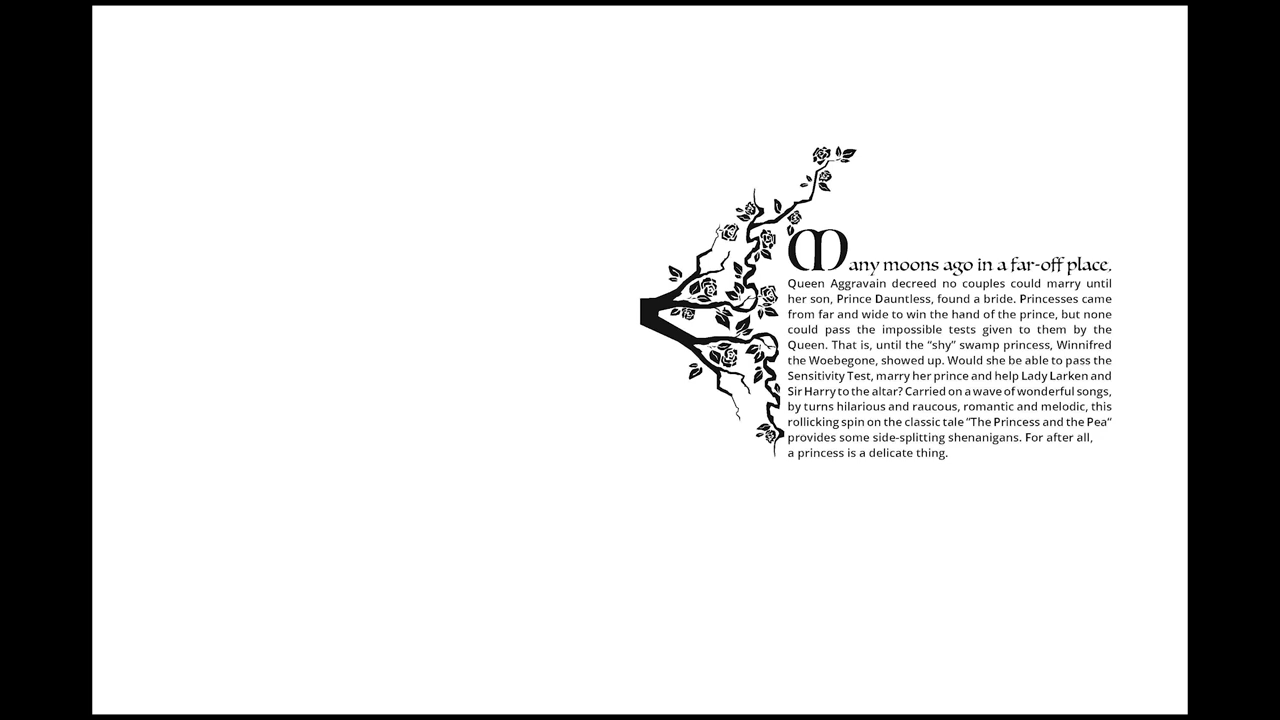 Many moons ago in a far-off place,
Queen Aggravain decreed no couples could marry until
her son, Prince Dauntless, found a bride. Princesses came
from far and wide to win the hand of the prince, but none
could pass the impossible tests given to them by the
Queen. That is, until the “shy” swamp princess, Winnifred
the Woebegone, showed up. Would she be able to pass the
Sensitivity Test, marry her prince and help Lady Larken and
Sir Harry to the altar? Carried on a wave of wonderful songs,
by turns hilarious and raucous, romantic and melodic, this
rollicking spin on the classic tale “The Princess and the Pea”
provides some side-splitting shenanigans. For after all,
a princess is a delicate thing.